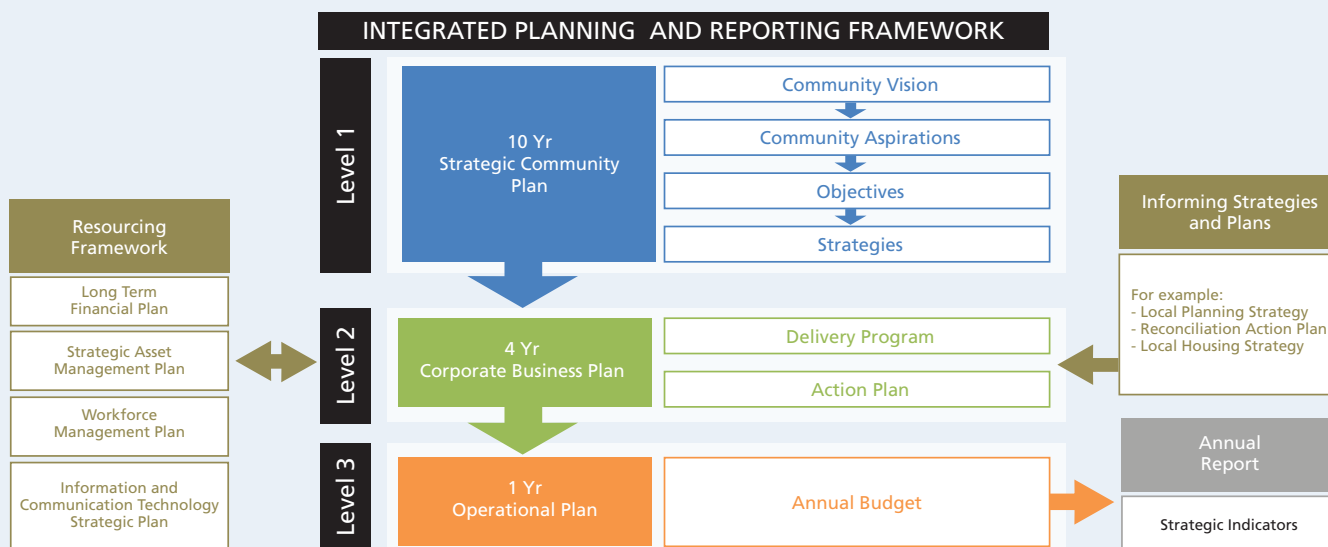 INTEGRATED PLANNING AND REPORTING FRAMEWORK
Level 1
10 Yr
Strategic Community
Plan
Community Vision
Community Aspirations
Objectives
Strategies
Resourcing
Framework
Long Term
Financial Plan
Strategic Asset
Management Plan
Workforce
Management Plan
Information and
Communication Technology
Strategic Plan
Level 2
4 Yr
Corporate Business Plan
Delivery Program
Action Plan
Informing Strategies
and Plans
For example:
- Local Planning Strategy
- Reconciliation Action Plan
- Local Housing Strategy
Level 3
1 Yr
Operational Plan
Annual Budget
Annual
Report
Strategic Indicators